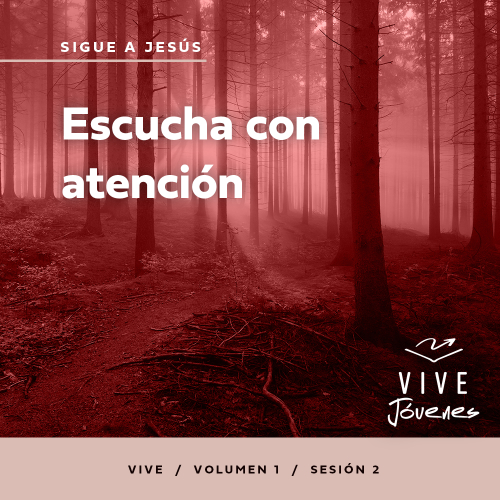 SIGUE A JESÚS
Escucha con
atención
VIVE
Jóvenes
VIVE / VOLUMEN 1 / SESIÓN 2